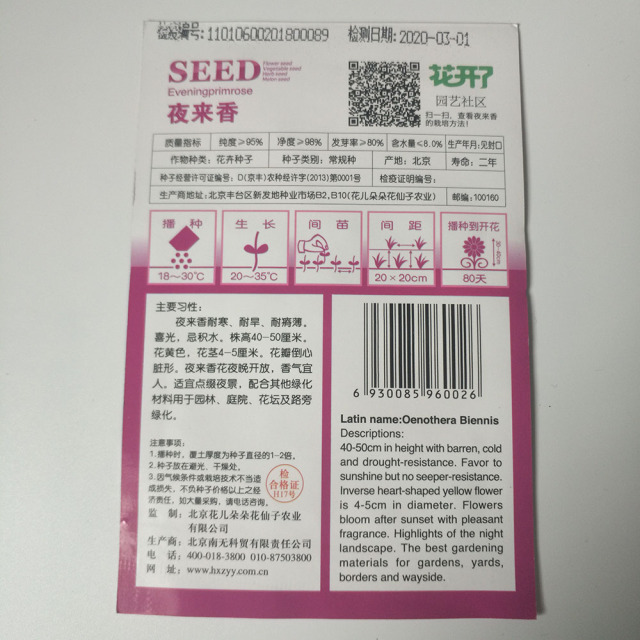 检疫编号:11010600201800089 检测日期:2020-03-01
SEED
Flower seed
Vegetable seed
Herb seed
Melon seed
Eveningprimrose
夜来香
花开了
园艺社区
扫一扫，查看夜来香
的栽培方法!
质量指标 纯度≥95% 净度≥98% 发芽率≥80% 含水量≤8.0% 生产年月:见封口
作物种类: 花卉种子 种子类别: 常规种 产地: 北京 寿命: 二年
种子经营许可证编号: D(京丰)农种经许字(2013)第0001号 检疫证明编号:
生产商地址:北京丰台区新发地种业市场B2,B10(花儿朵朵花仙子农业) 邮编:100160
播种 生长 间苗 间距 播种到开花
30-40cm
18～30℃ 20～35℃ 20×20cm 80天
主要习性:
夜来香耐寒、耐旱、耐瘠薄。
喜光，忌积水。株高40-50厘米。
花黄色，花茎4-5厘米。花瓣倒心
脏形。夜来香花夜晚开放，香气宜
人。适宜点缀夜景，配合其他绿化
材料用于园林、庭院、花坛及路旁
绿化。
注意事项:
1.播种时，覆土厚度为种子直径的1-2倍。
2.种子放在避光、干燥处。
3.因气候条件或栽培技术不当造
成损失，不负种子价格以上之经
济责任，如大量采购，请电话咨询。
检
合格证
H17号
监 制: 北京花儿朵朵花仙子农业
有限公司
生产商: 北京南无科贸有限责任公司
电 话: 400-018-3800 010-87503800
网 址: www.hxzyy.com.cn
6 930085 960026
Latin name:Oenothera Biennis
Descriptions:
40-50cm in height with barren, cold
and drought-resistance. Favor to
sunshine but no seeper-resistance.
Inverse heart-shaped yellow flower
is 4-5cm in diameter. Flowers
bloom after sunset with pleasant
fragrance. Highlights of the night
landscape. The best gardening
materials for gardens, yards,
borders and wayside.